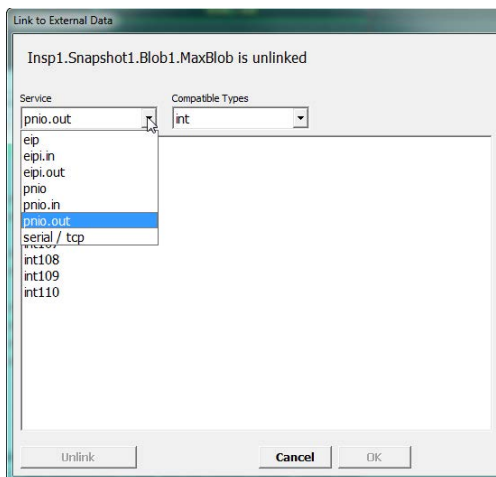 Link to External Data
Insp1.Snapshot1.Blob1.MaxBlob is unlinked
Service Compatible Types
pnio.out int
eip
eipi.in
eipi.out
pnio
pnio.in
pnio.out
serial / tcp
int108
int109
int110
Unlink Cancel OK